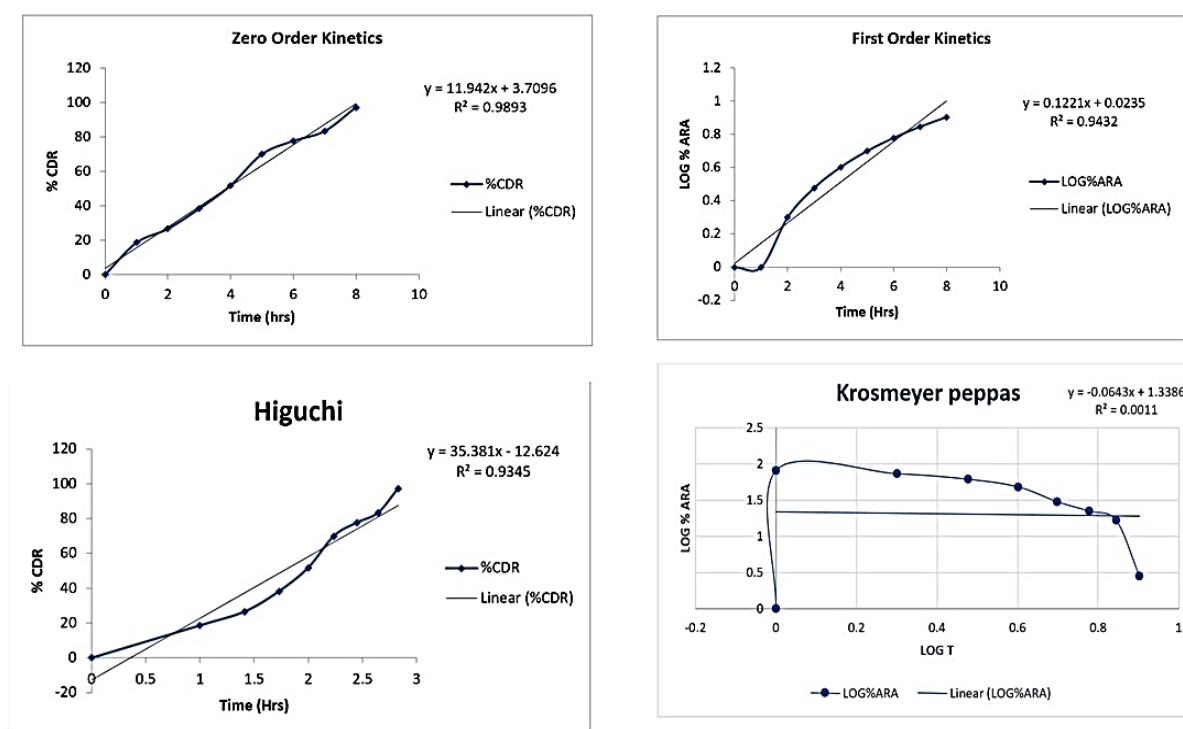 Zero Order Kinetics
120
100
80
60
40
20
0
0 2 4 6 8 10
% CDR
Time (hrs)
y = 11.942x + 3.7096
R² = 0.9893
%CDR
Linear (%CDR)
First Order Kinetics
1.2
1
0.8
0.6
0.4
0.2
0
-0.2
0 2 4 6 8 10
LOG % ARA
Time (Hrs)
y = 0.1221x + 0.0235
R² = 0.9432
LOG%ARA
Linear (LOG%ARA)
Higuchi
120
100
80
60
40
20
0
-20
0 0.5 1 1.5 2 2.5 3
% CDR
Time (Hrs)
y = 35.381x - 12.624
R² = 0.9345
%CDR
Linear (%CDR)
Krosmeyer peppas
y = -0.0643x + 1.3386
R² = 0.0011
2.5
2
1.5
1
0.5
0
-0.2 0 0.2 0.4 0.6 0.8 1
LOG % ARA
LOG T
LOG%ARA Linear (LOG%ARA)